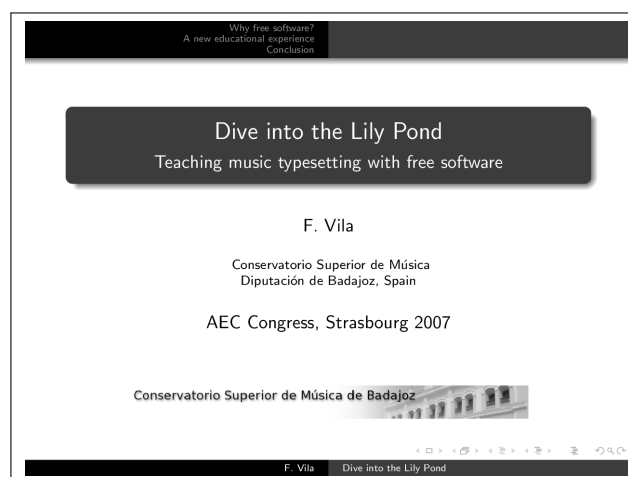 Why free software?
A new educational experience
Conclusion
Dive into the Lily Pond
Teaching music typesetting with free software
F. Vila
Conservatorio Superior de Música
Diputación de Badajoz, Spain
AEC Congress, Strasbourg 2007
Conservatorio Superior de Música de Badajoz
F. Vila Dive into the Lily Pond